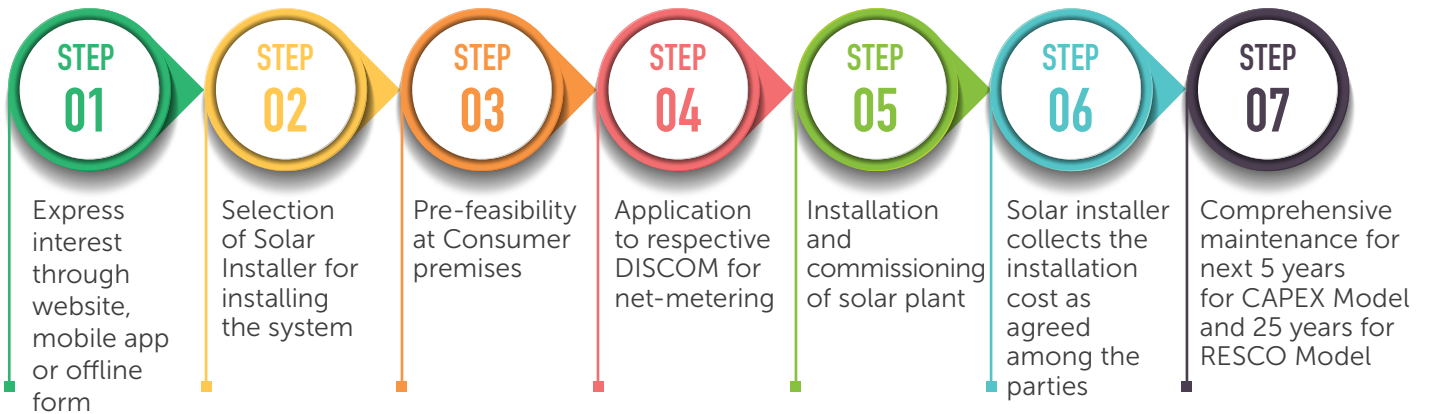 STEP
01
Express
interest
through
website,
mobile app
or offline
form
STEP
02
Selection
of Solar
Installer for
installing
the system
STEP
03
Pre-feasibility
at Consumer
premises
STEP
04
Application
to respective
DISCOM for
net-metering
STEP
05
Installation
and
commissioning
of solar plant
STEP
06
Solar installer
collects the
installation
cost as
agreed
among the
parties
STEP
07
Comprehensive
maintenance for
next 5 years
for CAPEX Model
and 25 years for
RESCO Model